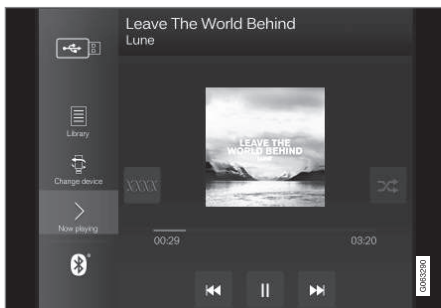 Leave The World Behind
Lune
Library
Change device
Now playing
LEAVE THE
WORLD BEHIND
LUNE
XXXX
00:29
03:20
G063290